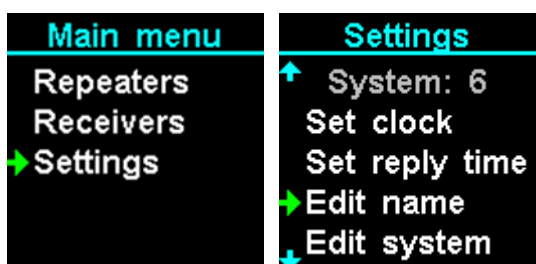 Main menu
Repeaters
Receivers
Settings
Settings
System: 6
Set clock
Set reply time
Edit name
Edit system